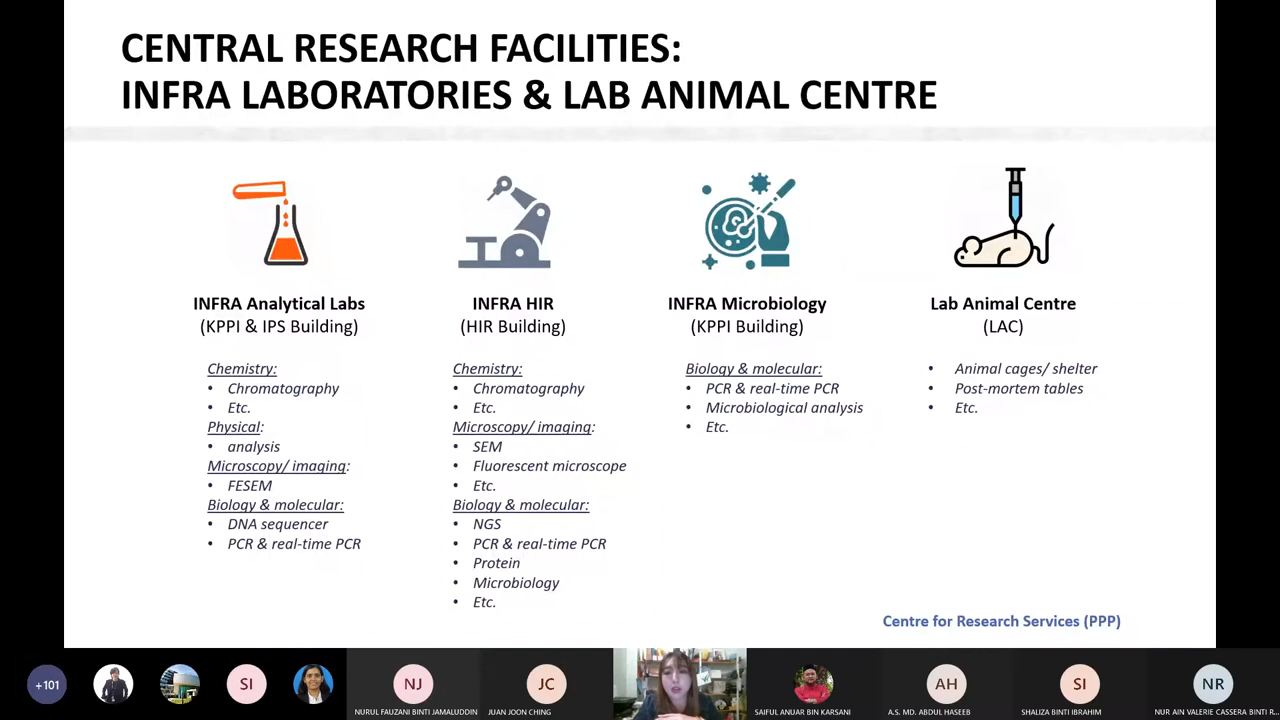 CENTRAL RESEARCH FACILITIES:
INFRA LABORATORIES & LAB ANIMAL CENTRE
INFRA Analytical Labs
(KPPI & IPS Building)
Chemistry:
• Chromatography
• Etc.
Physical:
• analysis
Microscopy/ imaging:
• FESEM
Biology & molecular:
• DNA sequencer
• PCR & real-time PCR
INFRA HIR
(HIR Building)
Chemistry:
• Chromatography
• Etc.
Microscopy/ imaging:
• SEM
• Fluorescent microscope
• Etc.
Biology & molecular:
• NGS
• PCR & real-time PCR
• Protein
• Microbiology
• Etc.
INFRA Microbiology
(KPPI Building)
Biology & molecular:
• PCR & real-time PCR
• Microbiological analysis
• Etc.
Lab Animal Centre
(LAC)
• Animal cages/ shelter
• Post-mortem tables
• Etc.
Centre for Research Services (PPP)
+101
SI
NJ
NURUL FAUZANI BINTI JAMALUDDIN
JC
JUAN JOON CHING
SAIFUL ANUAR BIN KARSANI
AH
A.S. MD. ABDUL HASEEB
SI
SHALIZA BINTI IBRAHIM
NR
NUR AIN VALERIE CASSERA BINTI R...